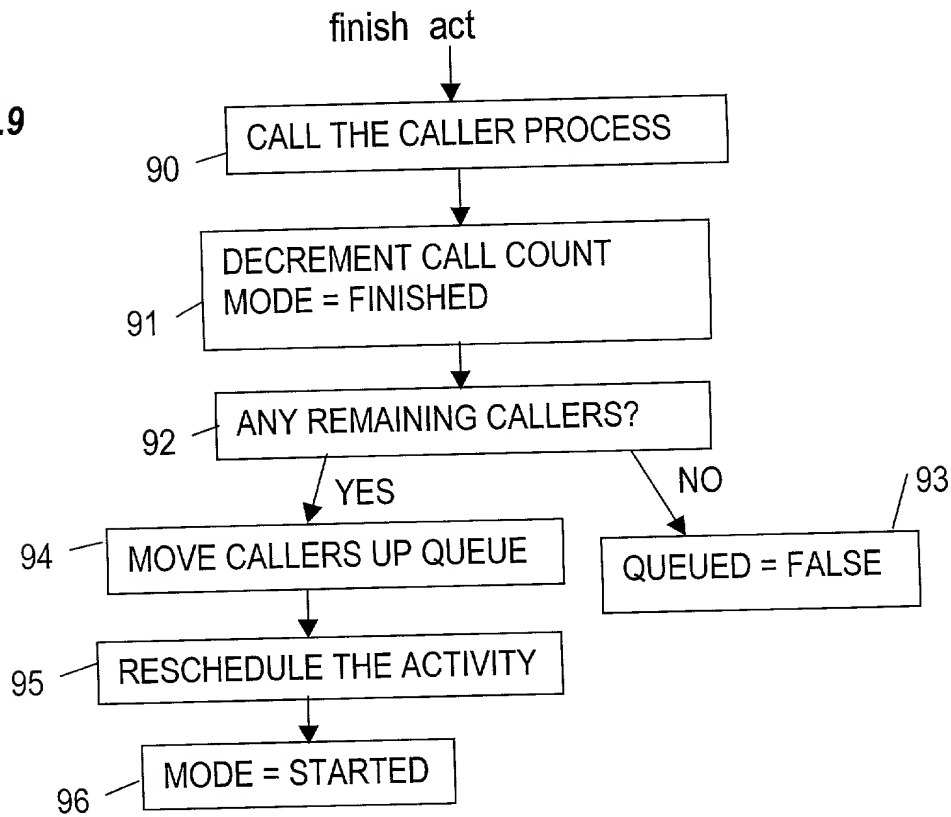 finish act
.9
CALL THE CALLER PROCESS
90
DECREMENT CALL COUNT
MODE = FINISHED
91
ANY REMAINING CALLERS?
92
YES
NO
93
94
MOVE CALLERS UP QUEUE
QUEUED = FALSE
RESCHEDULE THE ACTIVITY
95
MODE = STARTED
96